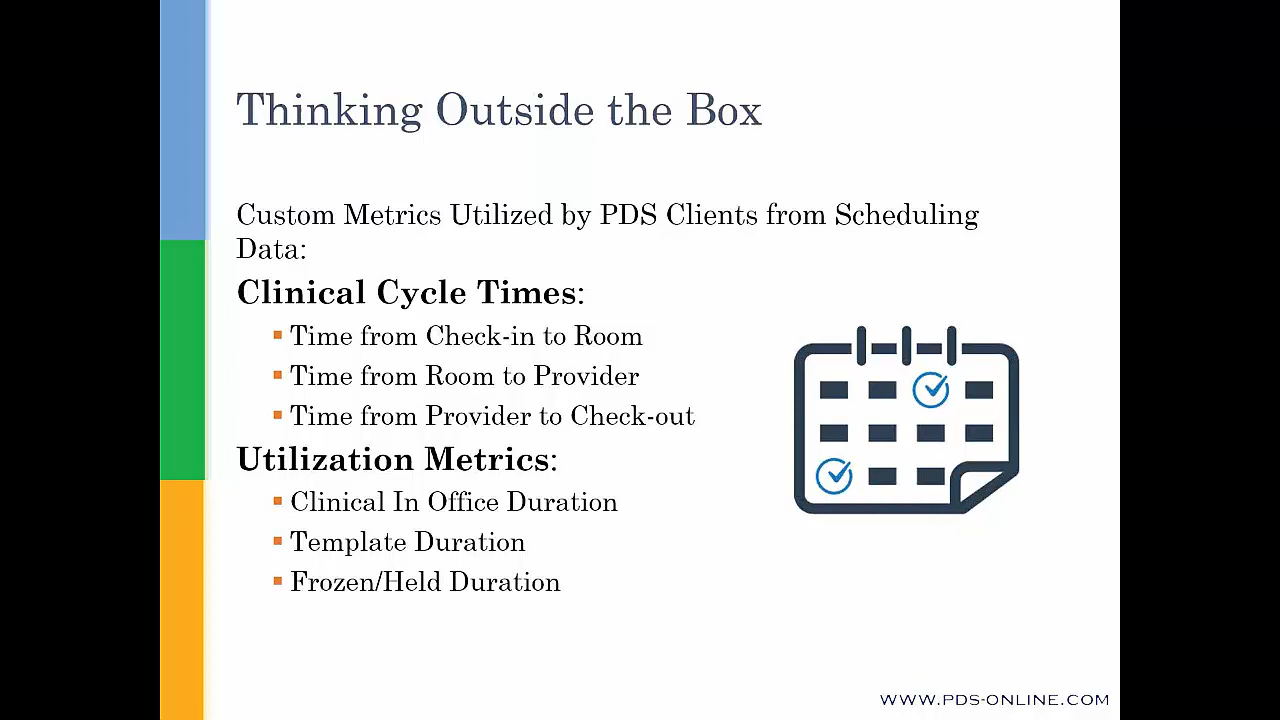 Thinking Outside the Box
Custom Metrics Utilized by PDS Clients from Scheduling
Data:
Clinical Cycle Times:
Time from Check-in to Room
Time from Room to Provider
Time from Provider to Check-out
Utilization Metrics:
Clinical In Office Duration
Template Duration
Frozen/Held Duration
WWW.PDS-ONLINE.COM